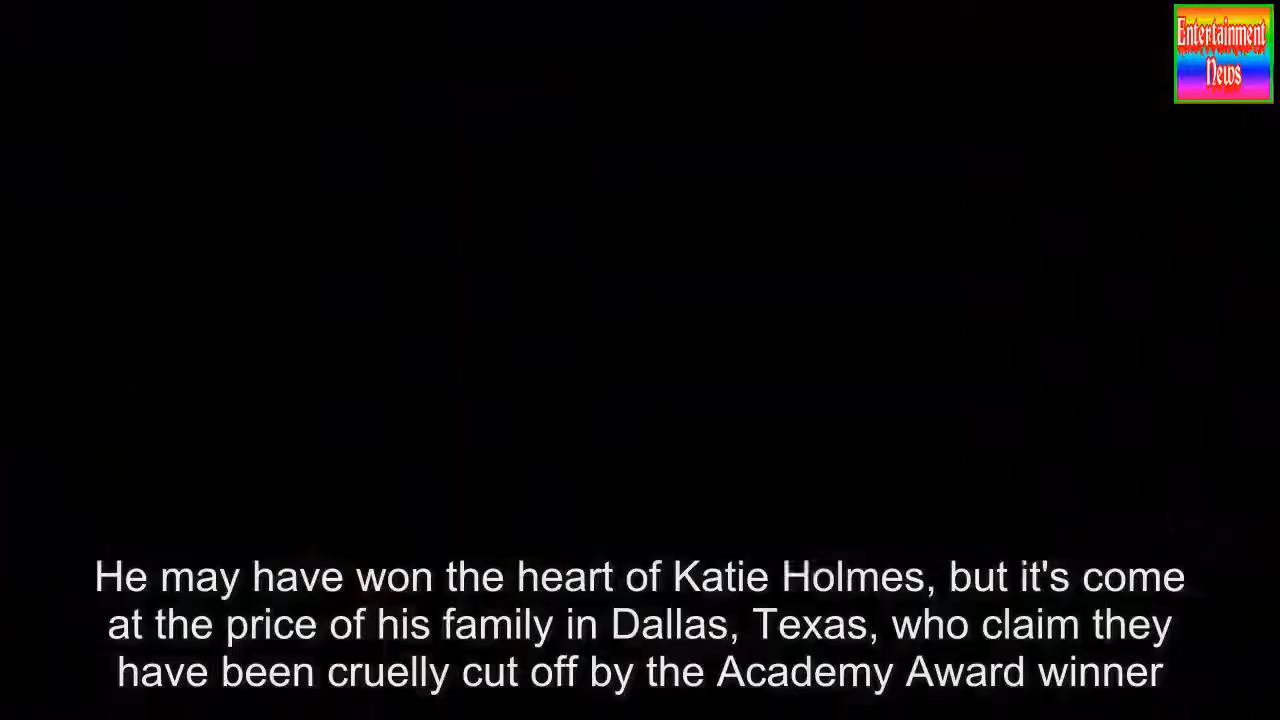 Entertainment
News
He may have won the heart of Katie Holmes, but it's come
at the price of his family in Dallas, Texas, who claim they
have been cruelly cut off by the Academy Award winner